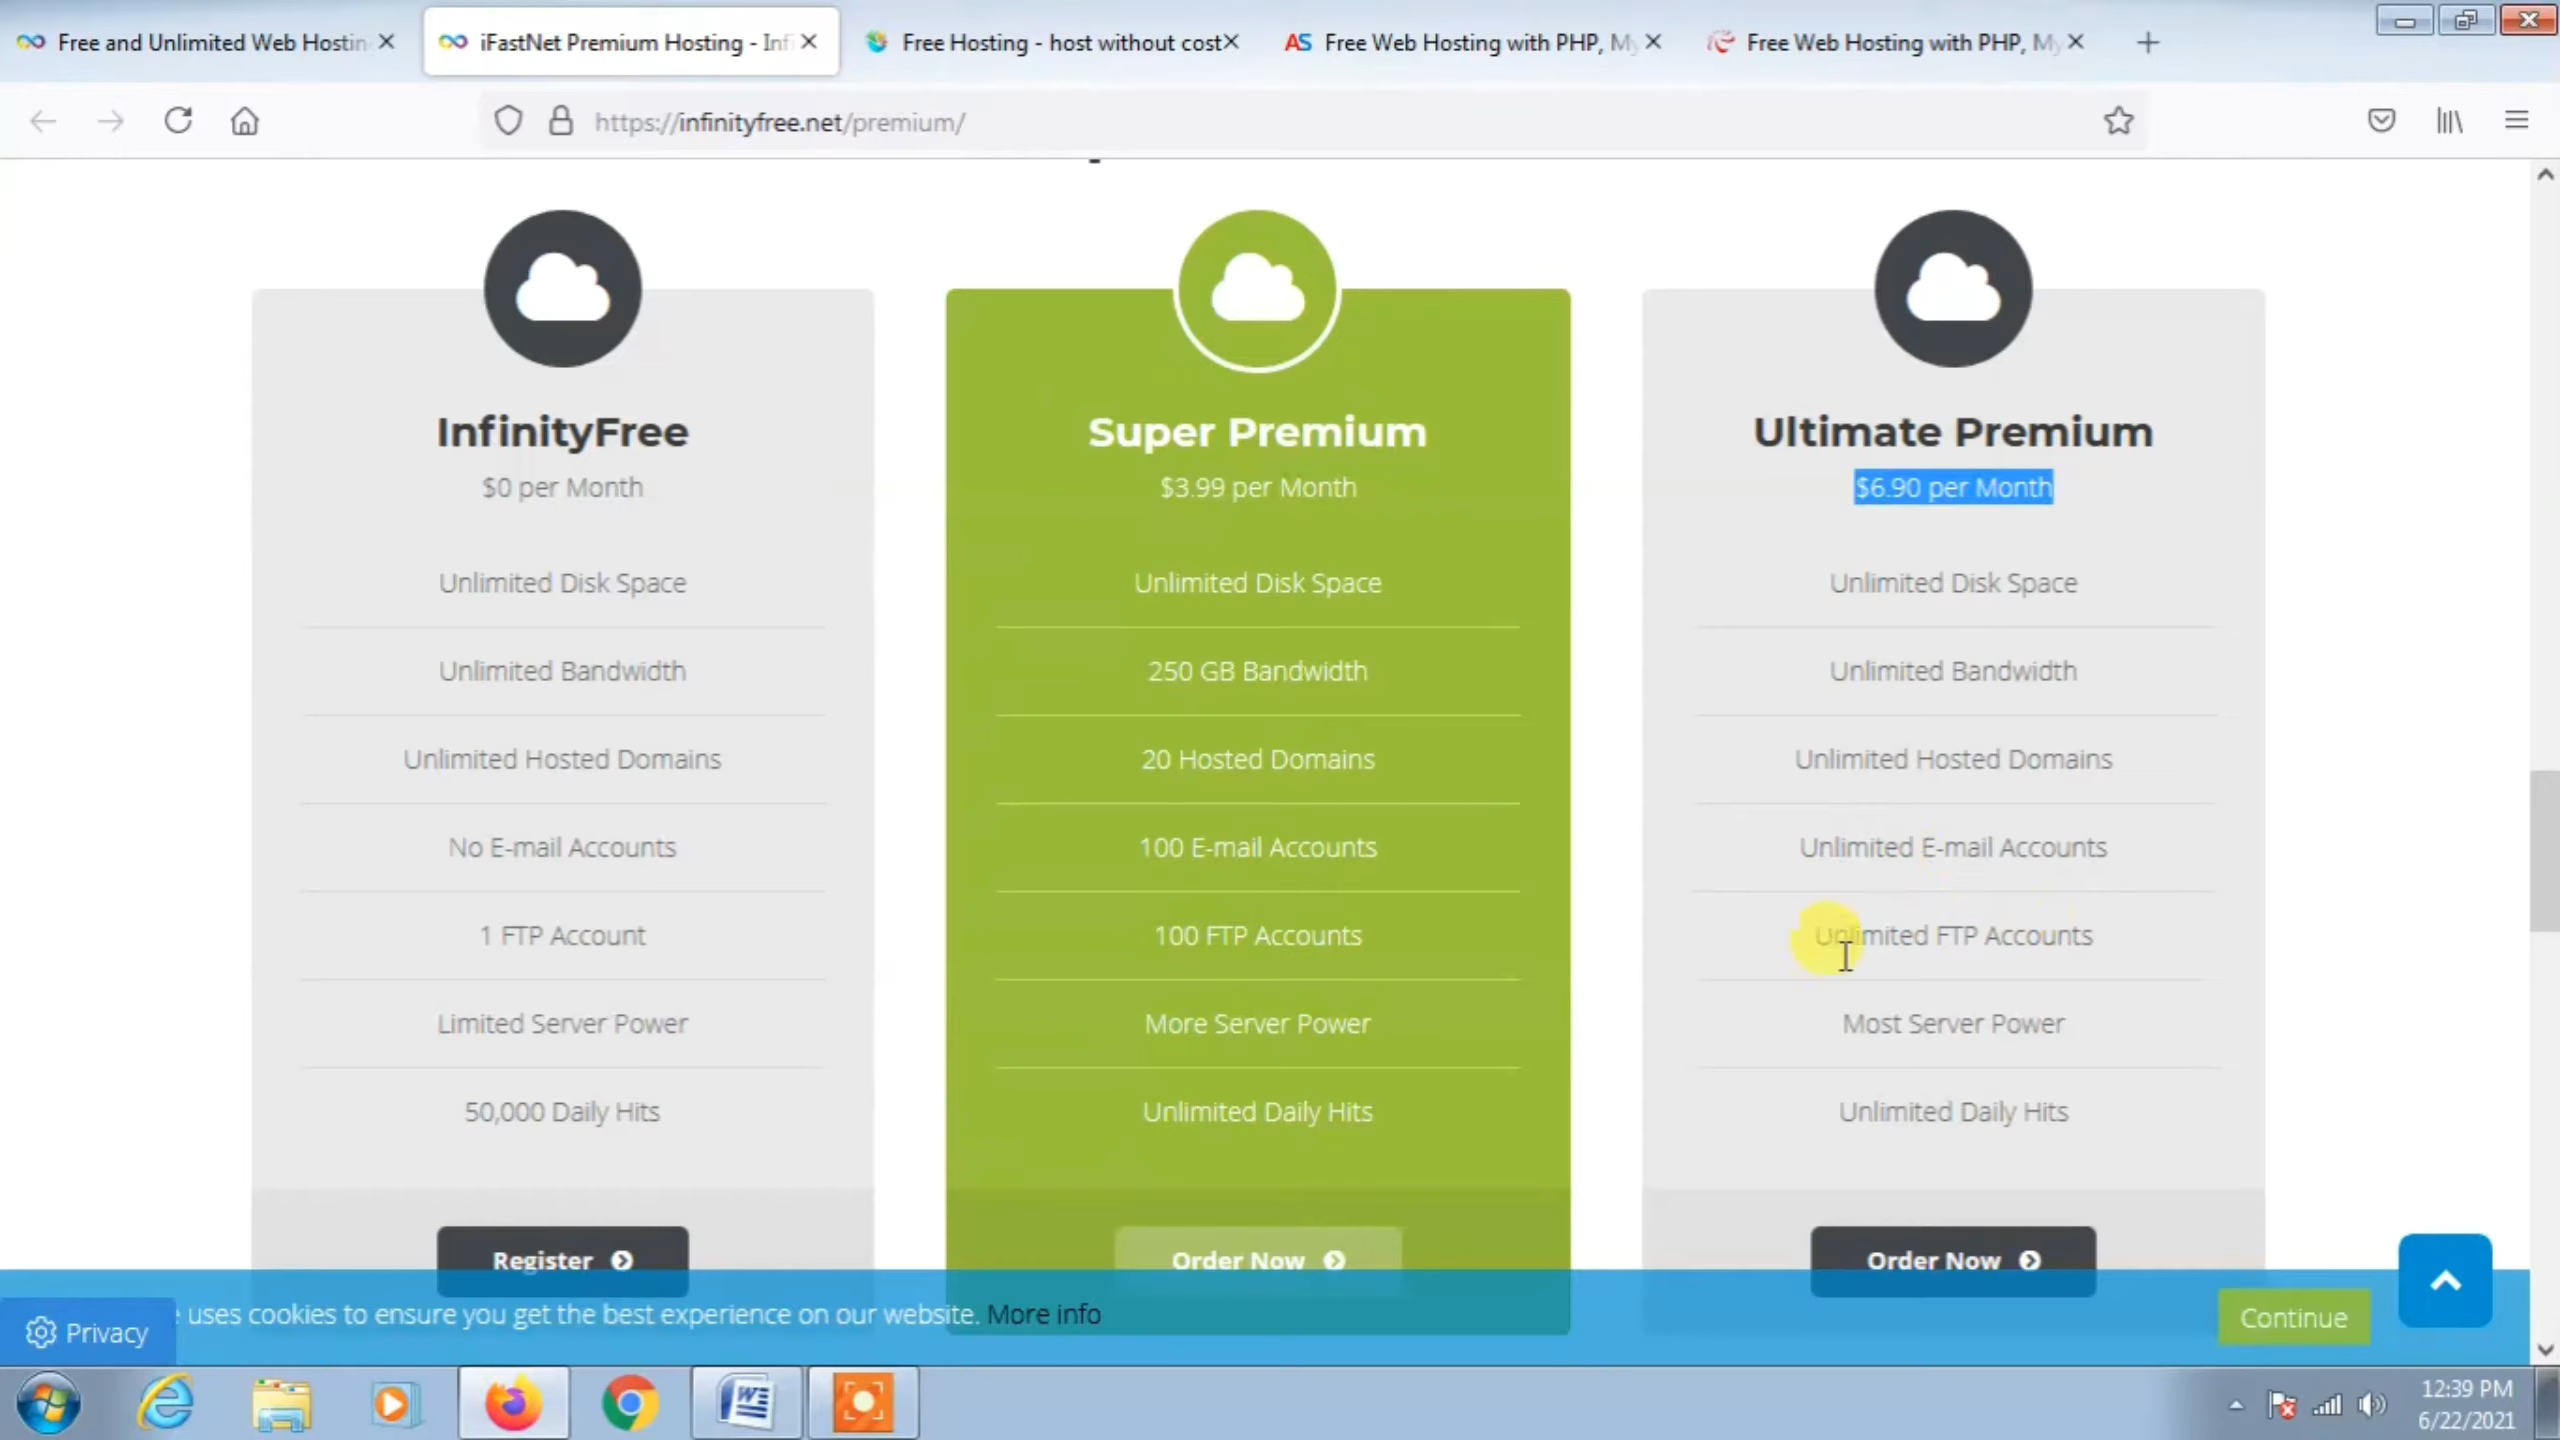 Free and Unlimited Web Hostin
iFastNet Premium Hosting - Inf
Free Hosting - host without cost
AS Free Web Hosting with PHP, My
Free Web Hosting with PHP, My
https://infinityfree.net/premium/
InfinityFree
$0 per Month
Unlimited Disk Space
Unlimited Bandwidth
Unlimited Hosted Domains
No E-mail Accounts
1 FTP Account
Limited Server Power
50,000 Daily Hits
Register
Super Premium
$3.99 per Month
Unlimited Disk Space
250 GB Bandwidth
20 Hosted Domains
100 E-mail Accounts
100 FTP Accounts
More Server Power
Unlimited Daily Hits
Order Now
Ultimate Premium
$6.90 per Month
Unlimited Disk Space
Unlimited Bandwidth
Unlimited Hosted Domains
Unlimited E-mail Accounts
Unlimited FTP Accounts
Most Server Power
Unlimited Daily Hits
Order Now
Privacy
uses cookies to ensure you get the best experience on our website. More info
Continue
12:39 PM
6/22/2021